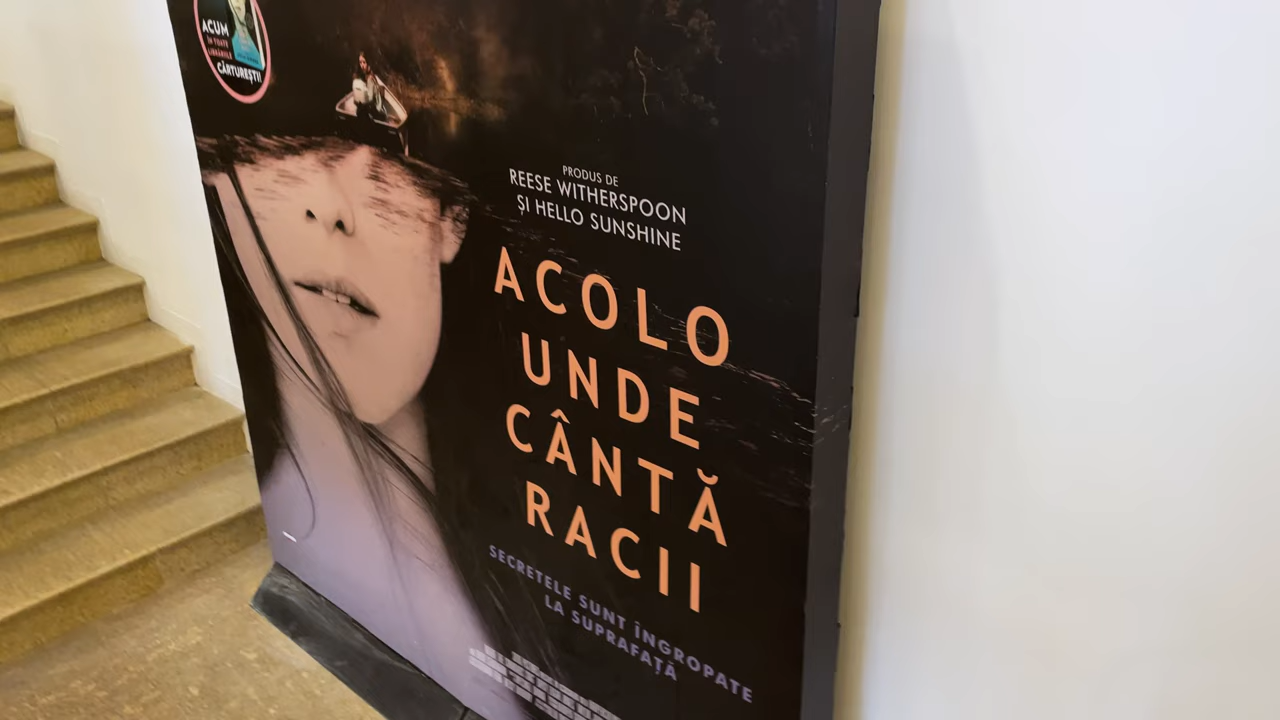 ACUM
ÎN TOATE
LIBRĂRIILE
CĂRTUREȘTI
PRODUS DE
REESE WITHERSPOON
ȘI HELLO SUNSHINE
ACOLO
UNDE
CÂNTĂ
RACII
SECRETELE SUNT ÎNGROPATE
LA SUPRAFAȚĂ